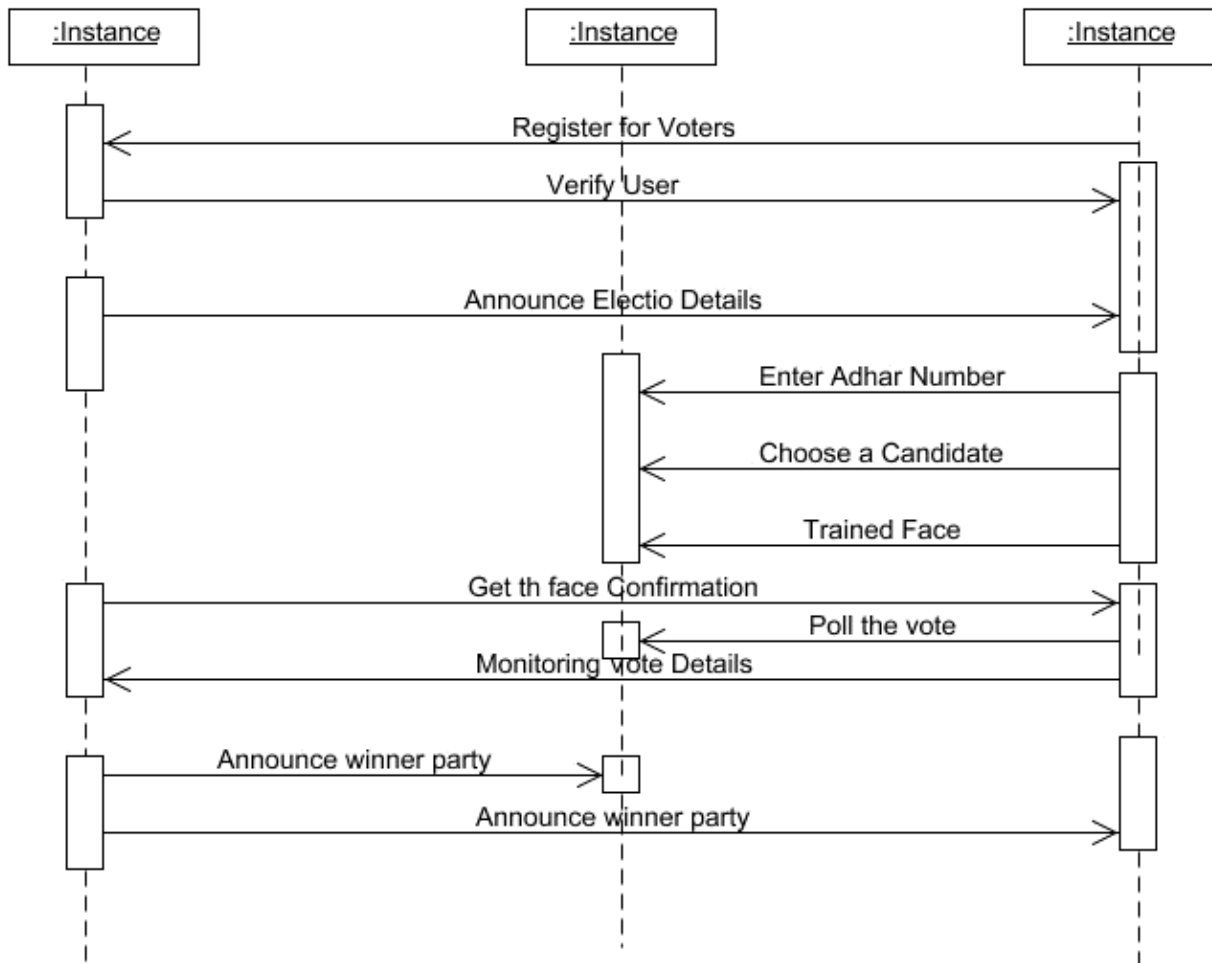 :Instance
:Instance
:Instance
Register for Voters
Verify User
Announce Electio Details
Enter Adhar Number
Choose a Candidate
Trained Face
Get th face Confirmation
Poll the vote
Monitoring Vote Details
Announce winner party
Announce winner party